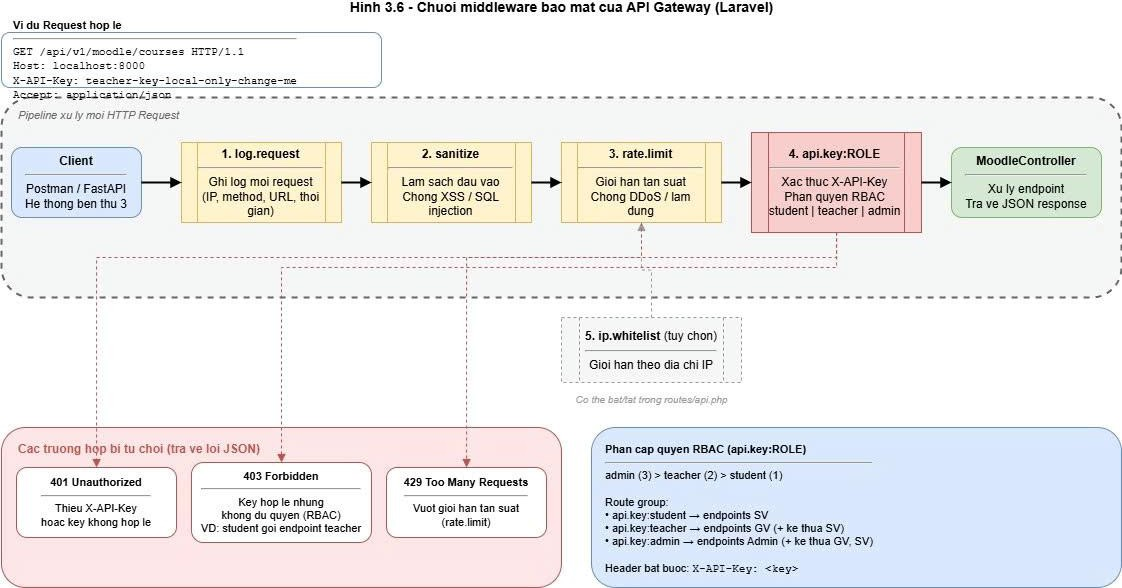 Hinh 3.6 - Chuoi middleware bao mat cua API Gateway (Laravel)
Vi du Request hop le
GET /api/v1/moodle/courses HTTP/1.1
Host: localhost:8000
X-API-Key: teacher-key-local-only-change-me
Accept: application/json
Pipeline xu ly moi HTTP Request
Client
Postman / FastAPI
He thong ben thu 3
1. log.request
Ghi log moi request
(IP, method, URL, thoi
gian)
2. sanitize
Lam sach dau vao
Chong XSS / SQL
injection
3. rate.limit
Gioi han tan suat
Chong DDoS / lam
dung
4. api.key:ROLE
Xac thuc X-API-Key
Phan quyen RBAC
student | teacher | admin
MoodleController
Xu ly endpoint
Tra ve JSON response
5. ip.whitelist (tuy chon)
Gioi han theo dia chi IP
Co the bat/tat trong routes/api.php
Cac truong hop bi tu choi (tra ve loi JSON)
401 Unauthorized
Thieu X-API-Key
hoac key khong hop le
403 Forbidden
Key hop le nhung
khong du quyen (RBAC)
VD: student goi endpoint teacher
429 Too Many Requests
Vuot gioi han tan suat
(rate.limit)
Phan cap quyen RBAC (api.key:ROLE)
admin (3) > teacher (2) > student (1)
Route group:
• api.key:student → endpoints SV
• api.key:teacher → endpoints GV (+ ke thua SV)
• api.key:admin → endpoints Admin (+ ke thua GV, SV)
Header bat buoc: X-API-Key: <key>